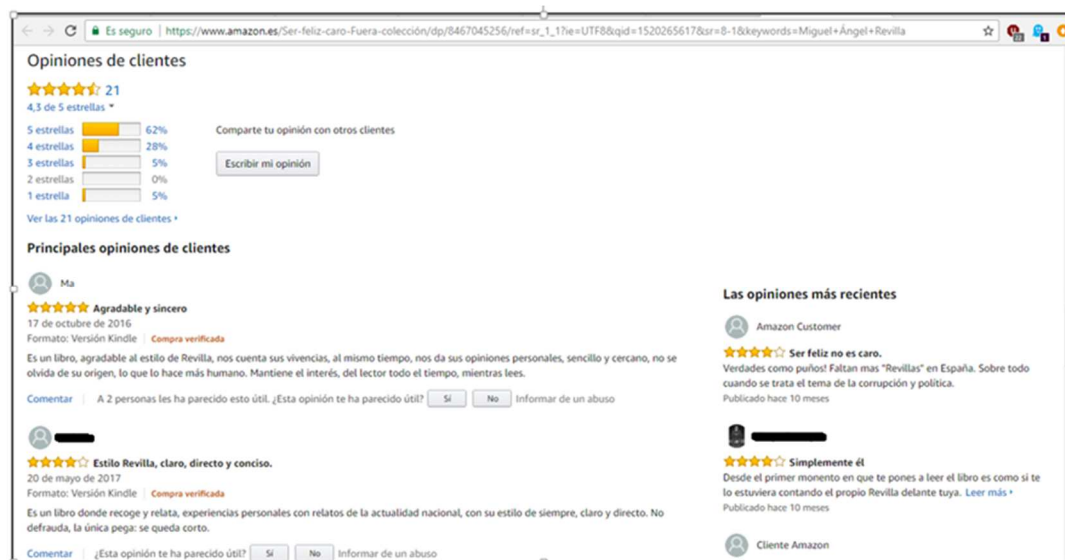 Es seguro | https://www.amazon.es/Ser-feliz-caro-Fuera-colección/dp/8467045256/ref=sr_1_1?ie=UTF8&qid=1520265617&sr=8-1&keywords=Miguel+Ángel+Revilla
Opiniones de clientes
21
4,3 de 5 estrellas
5 estrellas 62%
4 estrellas 28%
3 estrellas 5%
2 estrellas 0%
1 estrella 5%
Comparte tu opinión con otros clientes
Escribir mi opinión
Ver las 21 opiniones de clientes
Principales opiniones de clientes
Ma
Agradable y sincero
17 de octubre de 2016
Formato: Versión Kindle | Compra verificada
Es un libro, agradable al estilo de Revilla, nos cuenta sus vivencias, al mismo tiempo, nos da sus opiniones personales, sencillo y cercano, no se
olvida de su origen, lo que lo hace más humano. Mantiene el interés, del lector todo el tiempo, mientras lees.
Comentar | A 2 personas les ha parecido esto útil. ¿Esta opinión te ha parecido útil? Sí No Informar de un abuso
Estilo Revilla, claro, directo y conciso.
20 de mayo de 2017
Formato: Versión Kindle | Compra verificada
Es un libro donde recoge y relata, experiencias personales con relatos de la actualidad nacional, con su estilo de siempre, claro y directo. No
defrauda, la única pega: se queda corto.
Comentar | ¿Esta opinión te ha parecido útil? Sí No Informar de un abuso
Las opiniones más recientes
Amazon Customer
Ser feliz no es caro.
Verdades como puños! Faltan mas "Revillas" en España. Sobre todo
cuando se trata el tema de la corrupción y política.
Publicado hace 10 meses
Simplemente él
Desde el primer momento en que te pones a leer el libro es como si te
lo estuviera contando el propio Revilla delante tuya. Leer más
Publicado hace 10 meses
Cliente Amazon